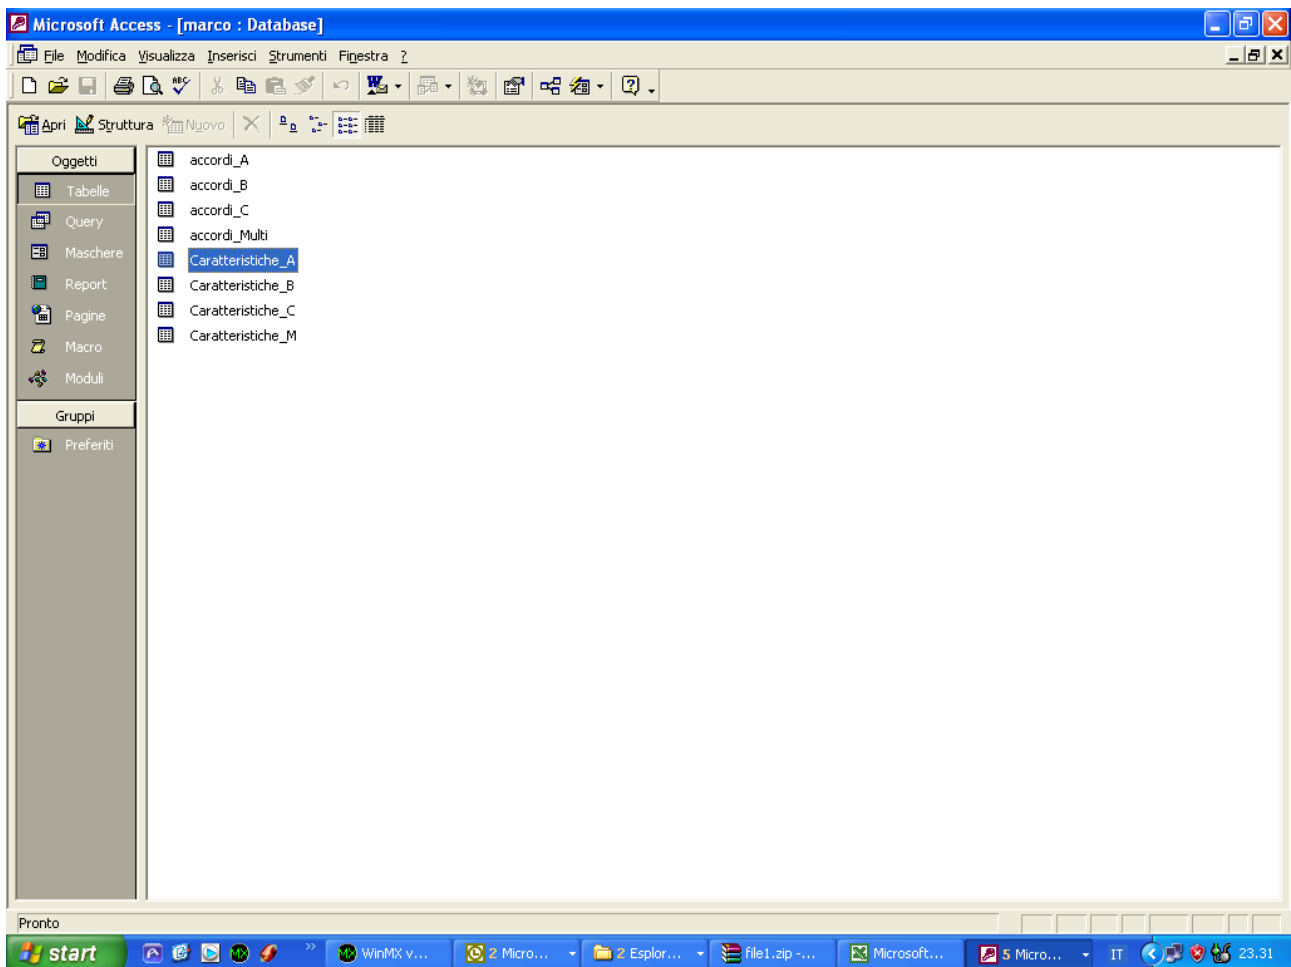 Microsoft Access - [marco : Database]
File Modifica Visualizza Inserisci Strumenti Finestra ?
Apri Struttura Nuovo
Oggetti
Tabelle
Query
Maschere
Report
Pagine
Macro
Moduli
Gruppi
Preferiti
accordi_A
accordi_B
accordi_C
accordi_Multi
Caratteristiche_A
Caratteristiche_B
Caratteristiche_C
Caratteristiche_M
Pronto
start WinMX v... 2 Micro... 2 Esplor... file1.zip -... Microsoft... 5 Micro... IT 23.31